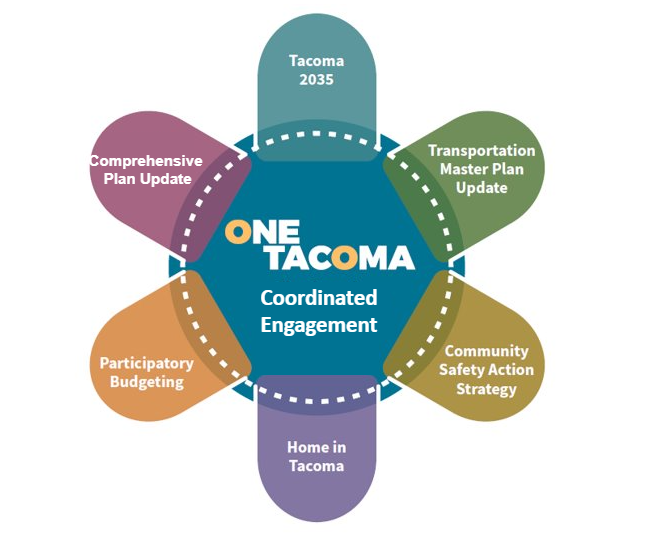 Tacoma
2035
Comprehensive
Plan Update
Transportation
Master Plan
Update
ONE
TACOMA
Coordinated
Engagement
Participatory
Budgeting
Community
Safety Action
Strategy
Home in
Tacoma